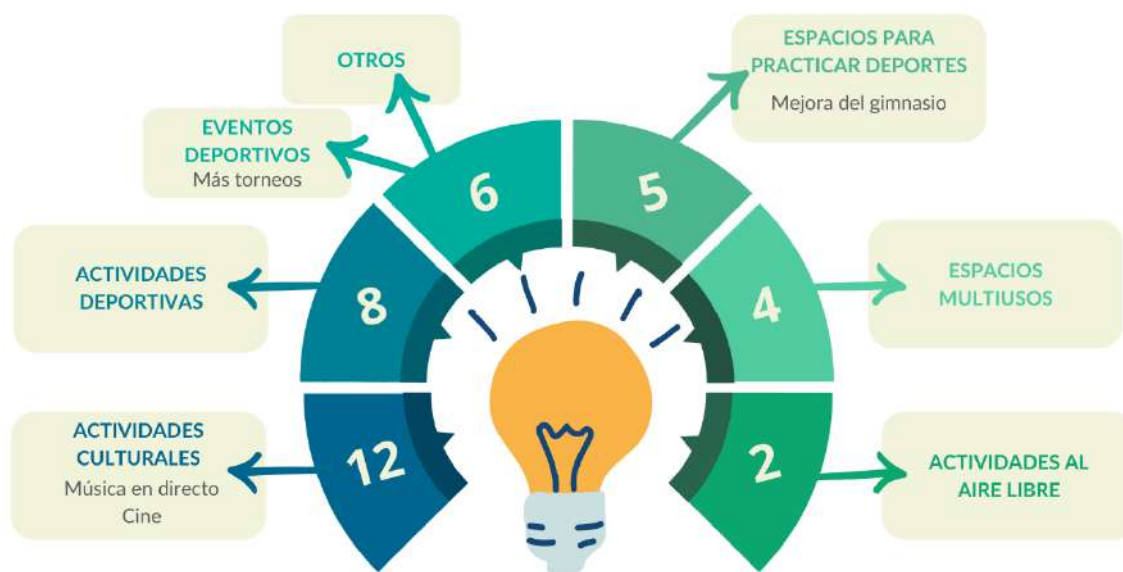 OTROS
EVENTOS
DEPORTIVOS
Más torneos
ACTIVIDADES
DEPORTIVAS
ACTIVIDADES
CULTURALES
Música en directo
Cine
12
8
6
5
4
2
ESPACIOS PARA
PRACTICAR DEPORTES
Mejora del gimnasio
ESPACIOS
MULTIUSOS
ACTIVIDADES AL
AIRE LIBRE